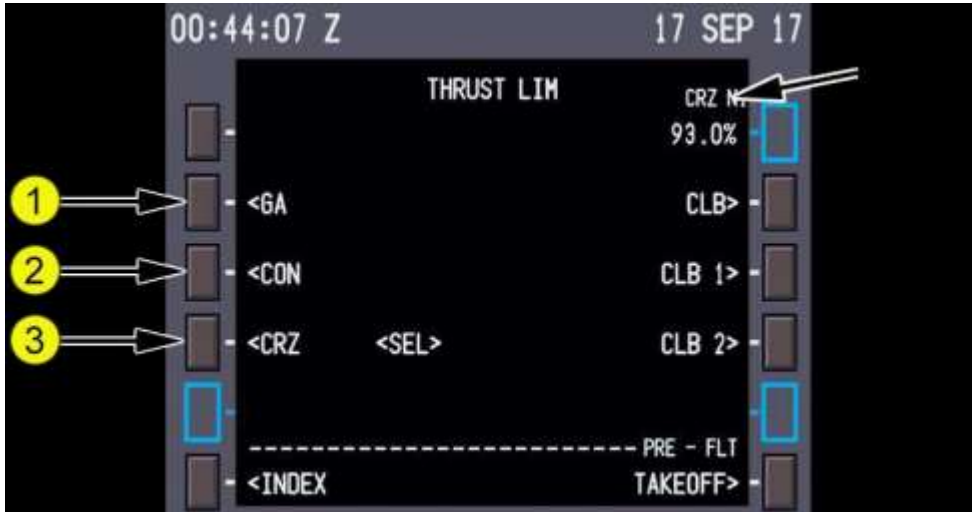 00:44:07 Z 17 SEP 17
THRUST LIM
CRZ N
93.0%
1 <GA CLB>
2 <CON CLB 1>
3 <CRZ <SEL> CLB 2>
------------------------------ PRE - FLT
<INDEX TAKEOFF>